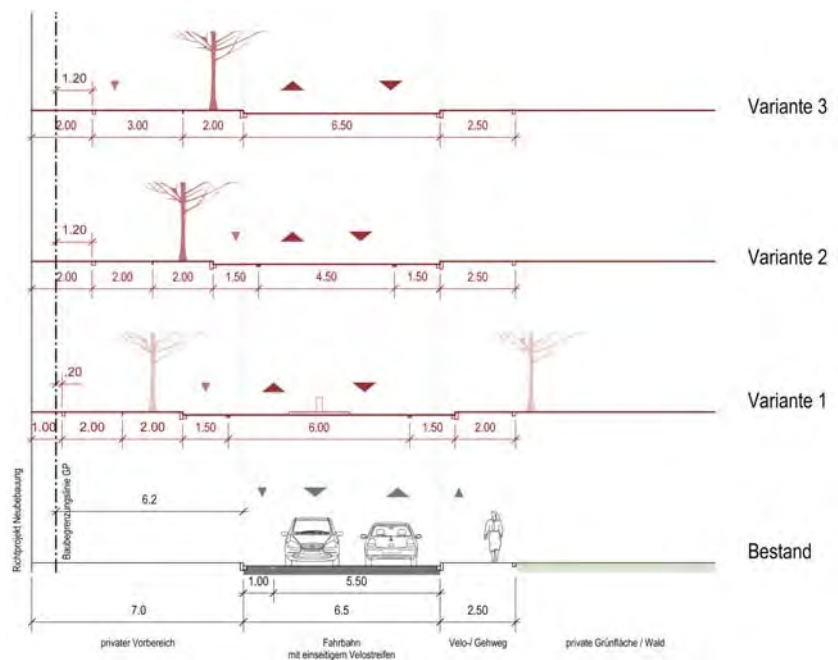 1.20
Variante 3
2.00 3.00 2.00 6.50 2.50
1.20
Variante 2
2.00 2.00 2.00 1.50 4.50 1.50 2.50
.20
Variante 1
1.00 2.00 2.00 1.50 6.00 1.50 2.00
Richtprojekt Neubebauung
Baubegrenzungslinie GP
6.2
Bestand
1.00 5.50
7.0 6.5 2.50
privater Vorbereich
Fahrbahn
mit einseitigem Velostreifen
Velo-/ Gehweg
private Grünfläche / Wald